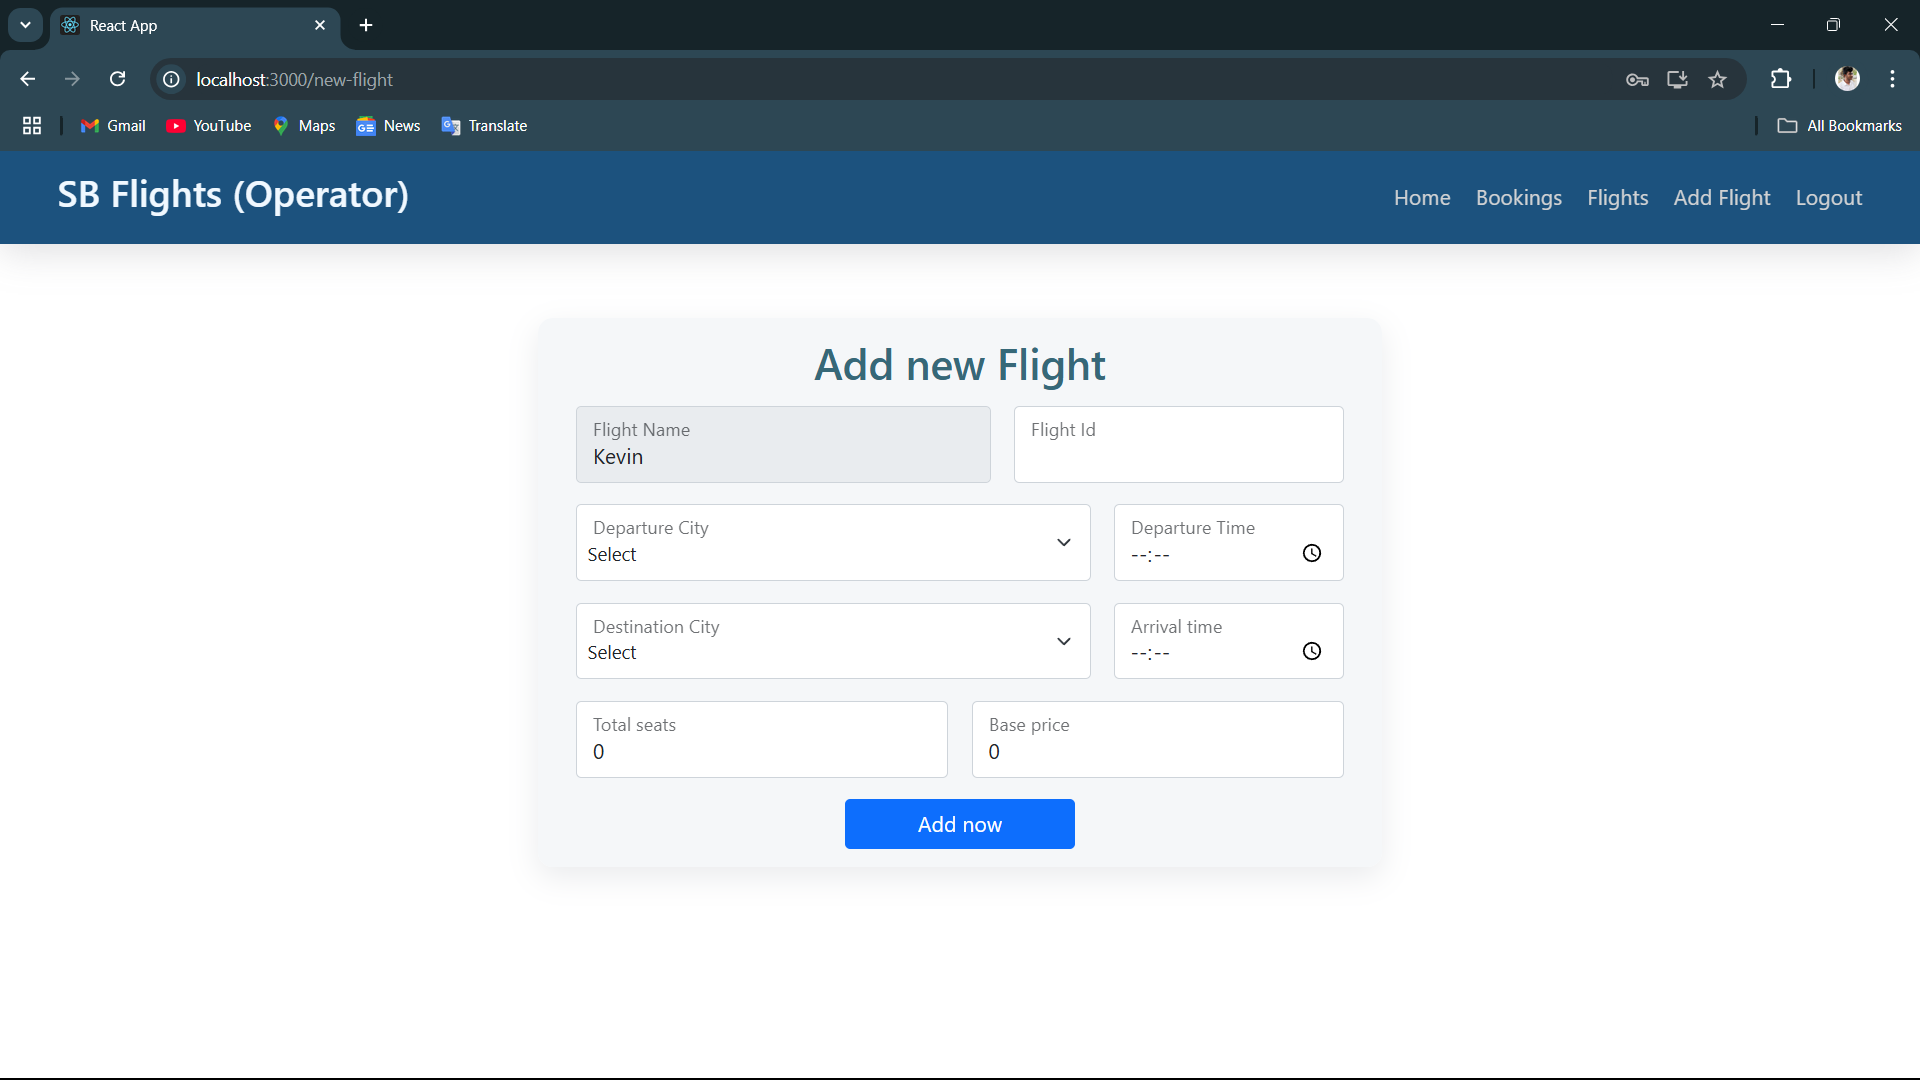 React App
localhost:3000/new-flight
Gmail YouTube Maps News Translate All Bookmarks
SB Flights (Operator) Home Bookings Flights Add Flight Logout
Add new Flight
Flight Name Flight Id
Kevin
Departure City Departure Time
Select --:--
Destination City Arrival time
Select --:--
Total seats Base price
0 0
Add now